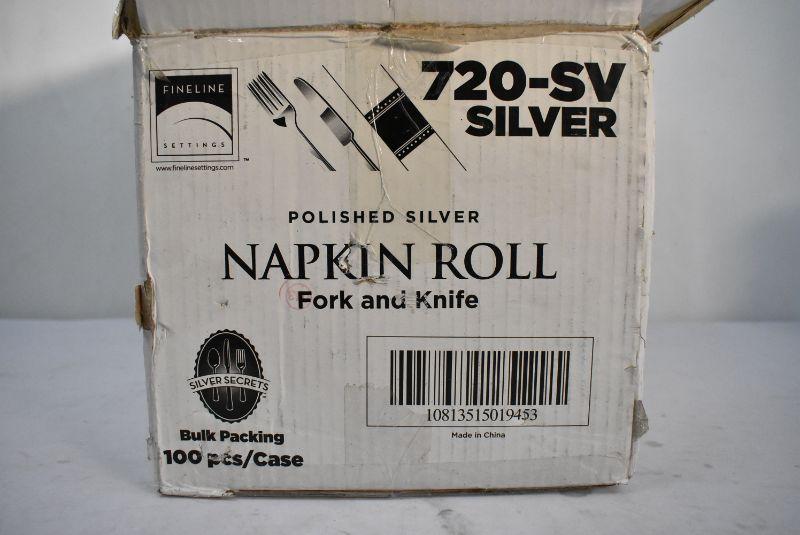 FINELINE
SETTINGS
™
www.finelinesettings.com
720-SV
SILVER
POLISHED SILVER
NAPKIN ROLL
Fork and Knife
SILVER SECRETS
Bulk Packing
100 pcs/Case
10813515019453
Made in China